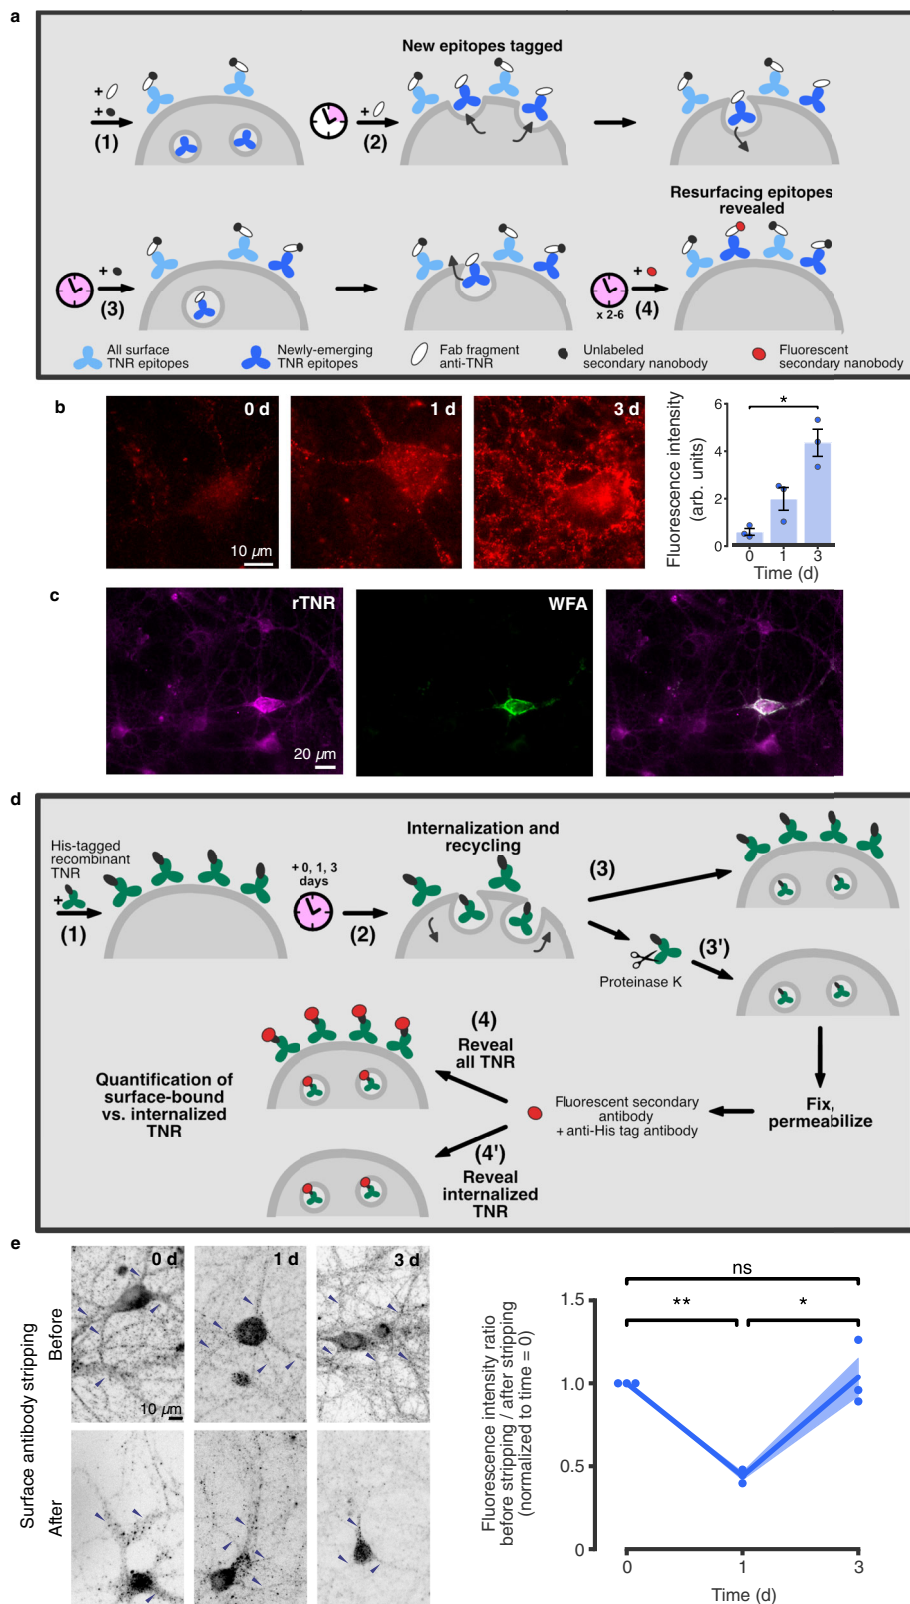 a
New epitopes tagged
+
+
(1)
+
(2)
Resurfacing epitopes
revealed
+
(3)
+
x 2-6
(4)
All surface
TNR epitopes
Newly-emerging
TNR epitopes
Fab fragment
anti-TNR
Unlabeled
secondary nanobody
Fluorescent
secondary nanobody
b
0 d
1 d
3 d
10 µm
Fluorescence intensity
(arb. units)
6
4
2
0
*
0 1 3
Time (d)
c
rTNR
WFA
20 µm
d
His-tagged
recombinant
TNR
+
(1)
+ 0, 1, 3
days
(2)
Internalization and
recycling
(3)
(3')
Proteinase K
Fix,
permeabilize
Fluorescent secondary
antibody
+ anti-His tag antibody
(4)
Reveal
all TNR
(4')
Reveal
internalized
TNR
Quantification of
surface-bound
vs. internalized
TNR
e
Surface antibody stripping
Before
After
0 d
1 d
3 d
10 µm
Fluorescence intensity ratio
before stripping / after stripping
(normalized to time = 0)
1.5
1.0
0.5
0
ns
** *
0 1 3
Time (d)